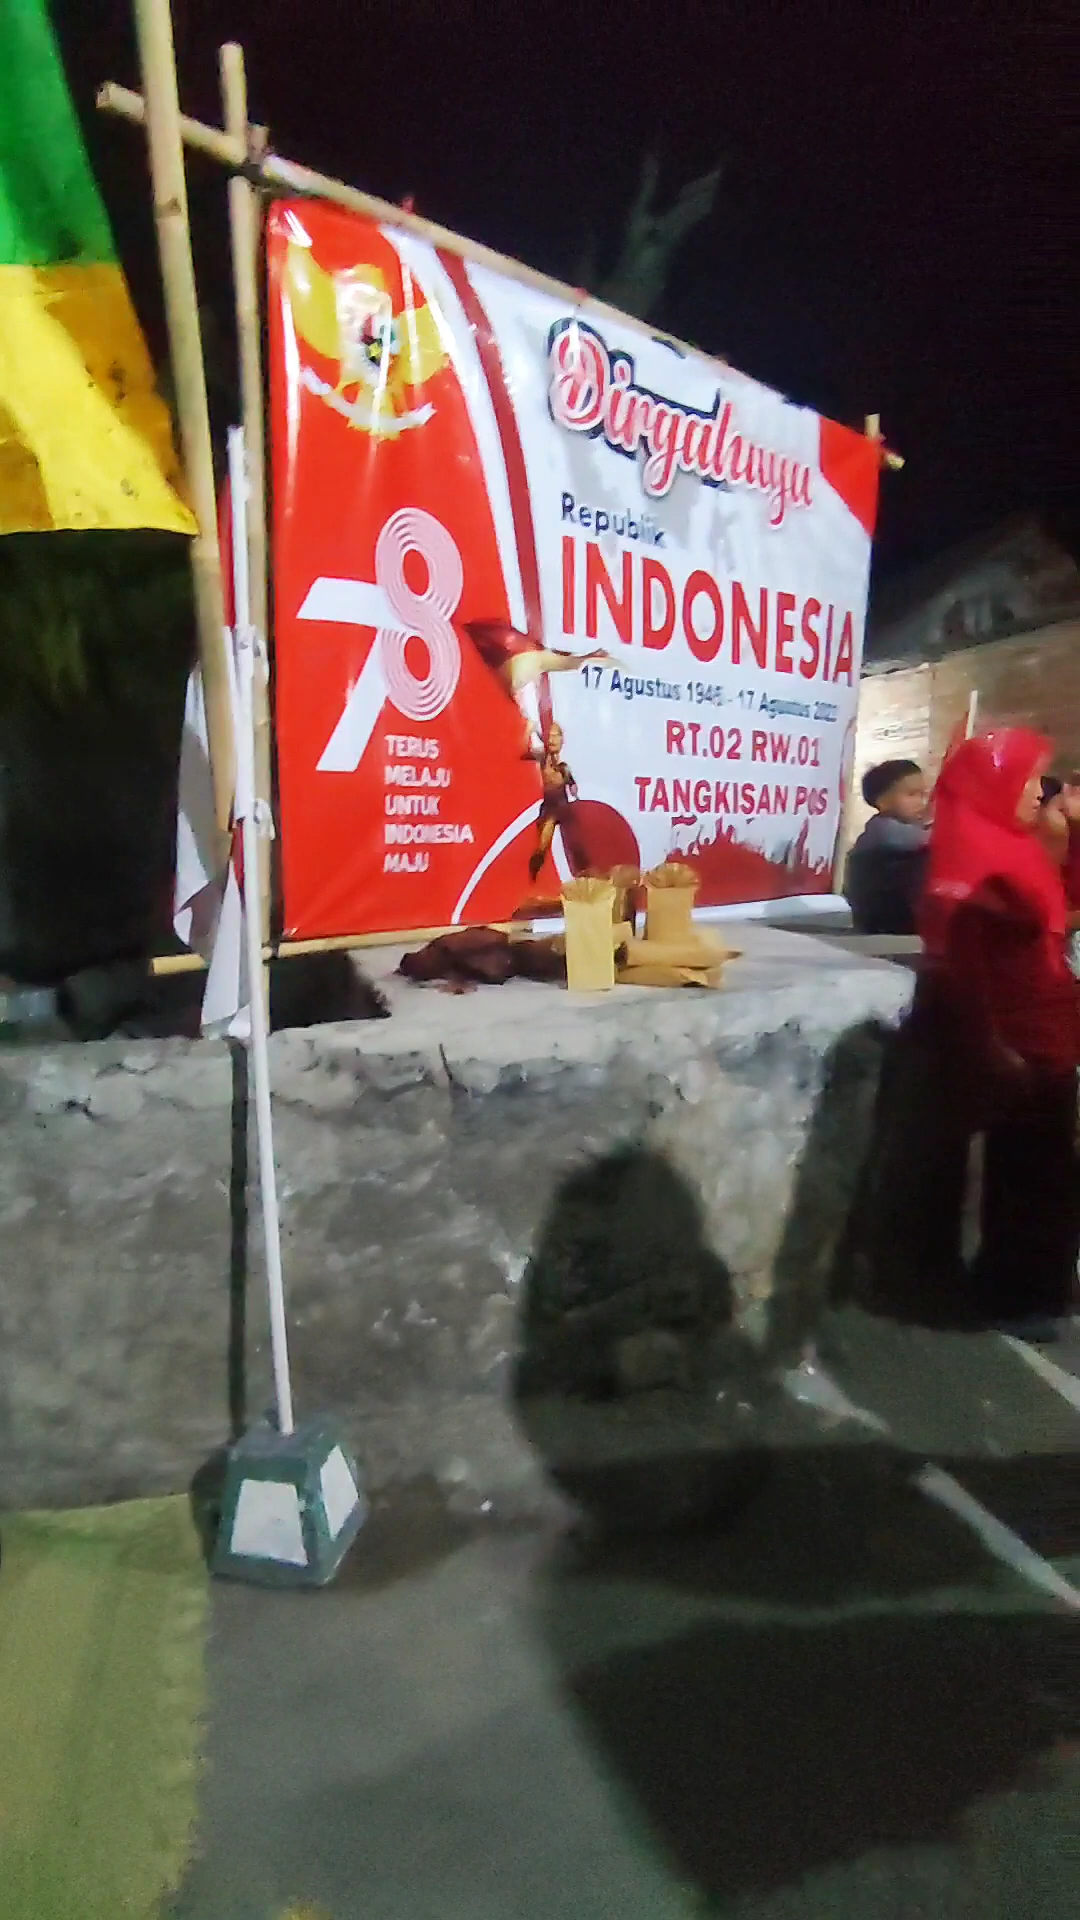 Dirgahayu
Republik
INDONESIA
17 Agustus 1945 - 17 Agustus 2023
RT.02 RW.01
TANGKISAN POS
78
TERUS
MELAJU
UNTUK
INDONESIA
MAJU